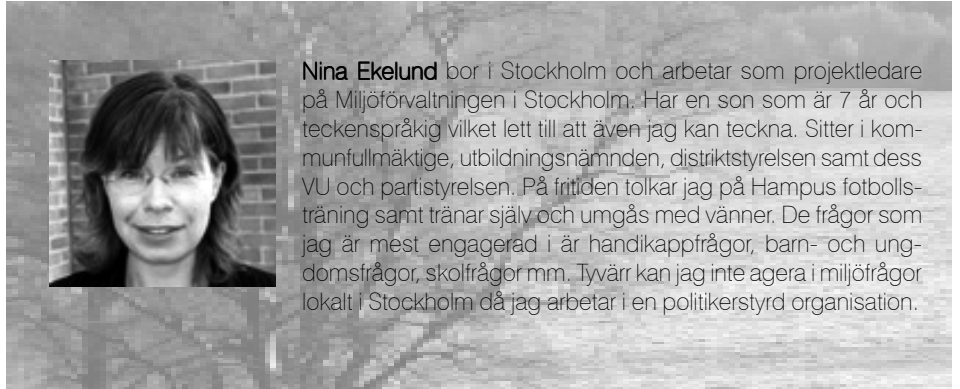 Nina Ekelund bor i Stockholm och arbetar som projektledare
på Miljöförvaltningen i Stockholm. Har en son som är 7 år och
teckenspråkig vilket lett till att även jag kan teckna. Sitter i kom-
munfullmäktige, utbildningsnämnden, distriktstyrelsen samt dess
VU och partistyrelsen. På fritiden tolkar jag på Hampus fotbolls-
träning samt tränar själv och umgås med vänner. De frågor som
jag är mest engagerad i är handikappfrågor, barn- och ung-
domsfrågor, skolfrågor mm. Tyvärr kan jag inte agera i miljöfrågor
lokalt i Stockholm då jag arbetar i en politikerstyrd organisation.